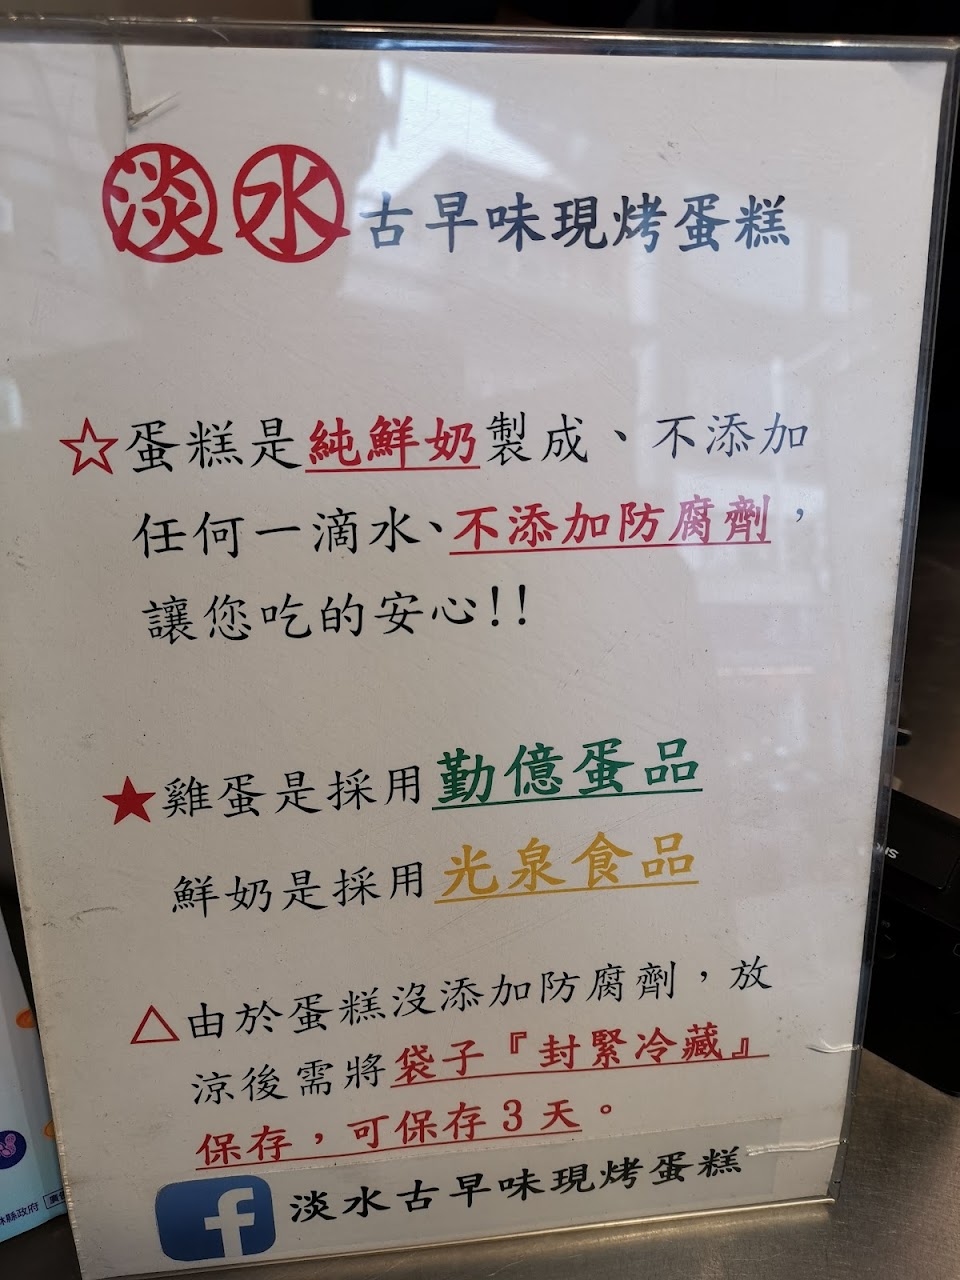 淡水古早味現烤蛋糕
☆蛋糕是純鮮奶製成、不添加
任何一滴水、不添加防腐劑，
讓您吃的安心!!
★雞蛋是採用勤億蛋品
鮮奶是採用光泉食品
△由於蛋糕沒添加防腐劑，放
涼後需將袋子『封緊冷藏』
保存，可保存3天。
f 淡水古早味現烤蛋糕
林縣政府